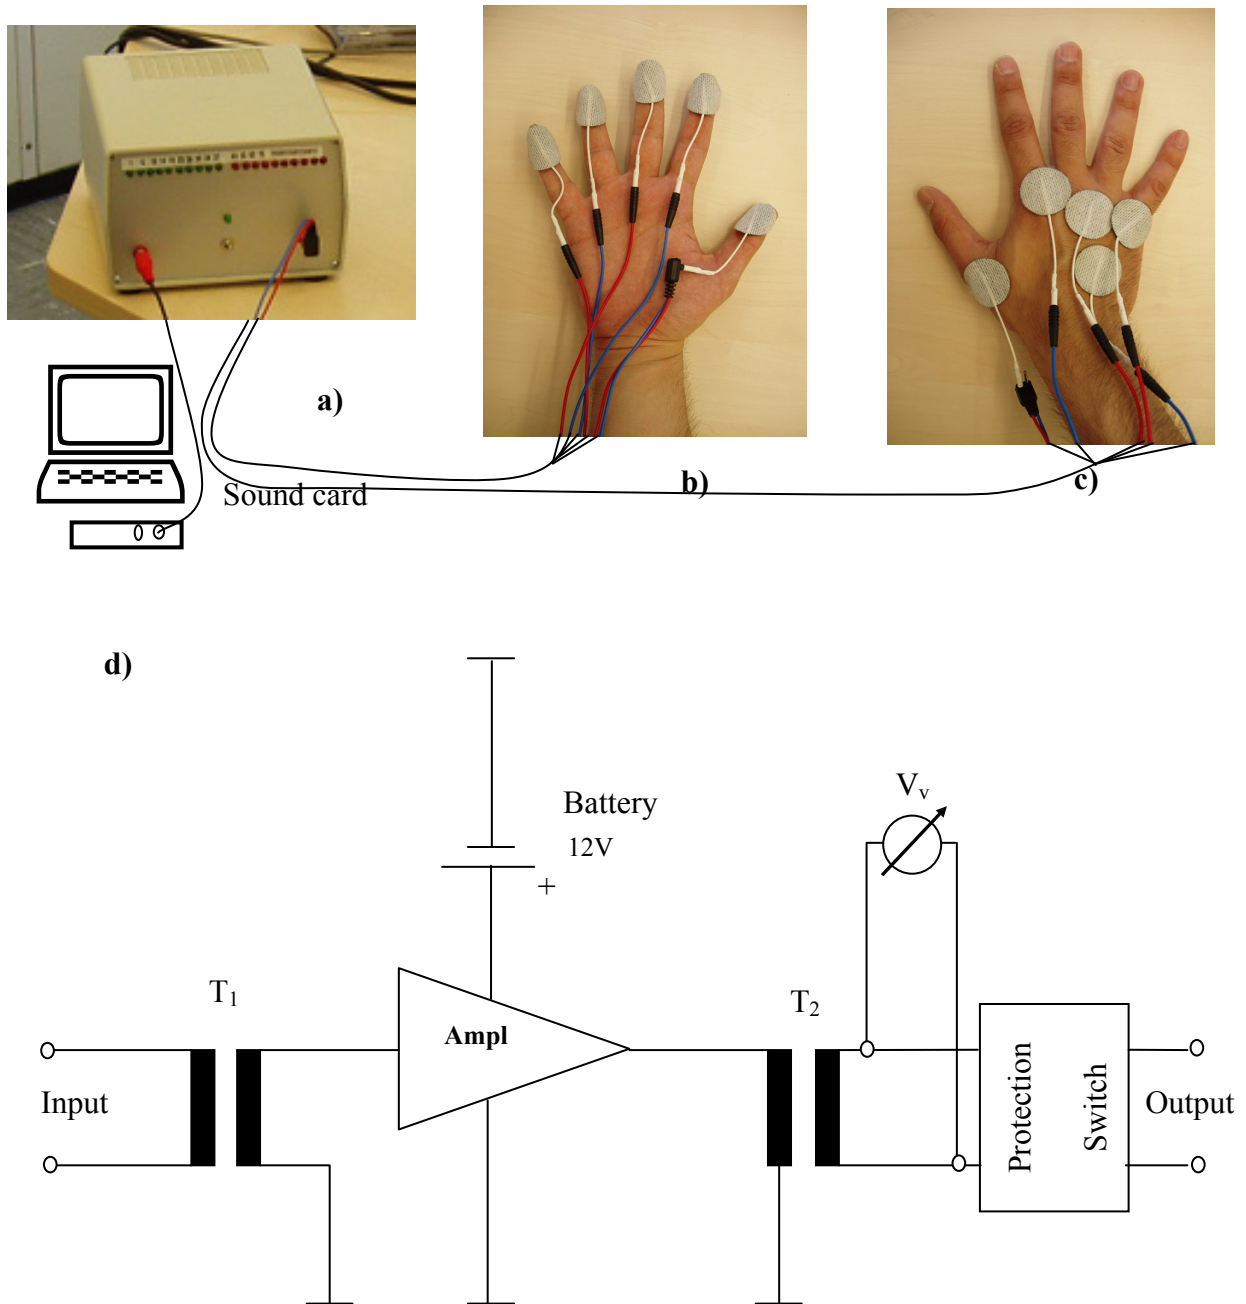 a)
Sound card
b)
c)
d)
Battery
12V
+
V_v
T_1
Ampl
T_2
Input
Protection
Switch
Output